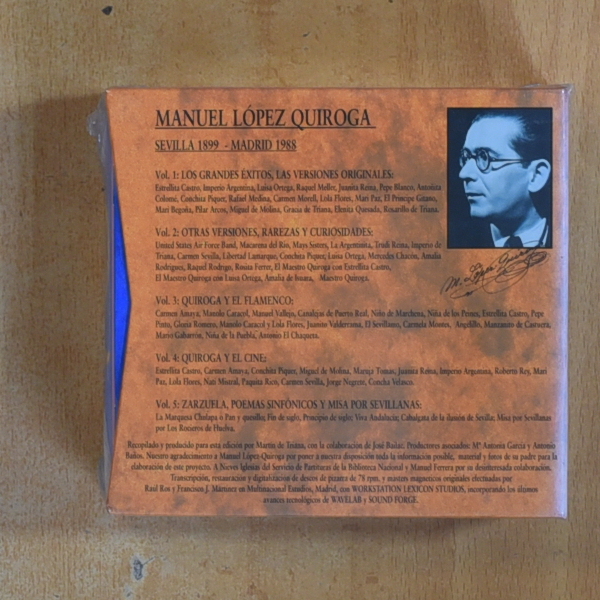 MANUEL LÓPEZ QUIROGA
SEVILLA 1899 - MADRID 1988
Vol. 1: LOS GRANDES ÉXITOS, LAS VERSIONES ORIGINALES:
Estrellita Castro, Imperio Argentina, Luisa Ortega, Raquel Meller, Juanita Reina, Pepe Blanco, Antoñita
Colomé, Conchita Piquer, Rafael Medina, Carmen Morell, Lola Flores, Mari Paz, El Príncipe Gitano,
Mari Begoña, Pilar Arcos, Miguel de Molina, Gracia de Triana, Elenita Quesada, Rosarillo de Triana.
Vol. 2: OTRAS VERSIONES, RAREZAS Y CURIOSIDADES:
United States Air Force Band, Macarena del Río, Mays Sisters, La Argentinita, Trudi Reina, Imperio de
Triana, Carmen Sevilla, Libertad Lamarque, Conchita Piquer, Luisa Ortega, Mercedes Chacón, Amalia
Rodrigues, Raquel Rodrigo, Rosita Ferrer, El Maestro Quiroga con Estrellita Castro,
El Maestro Quiroga con Luisa Ortega, Amalia de Isaura, Maestro Quiroga.
Vol. 3: QUIROGA Y EL FLAMENCO:
Carmen Amaya, Manolo Caracol, Manuel Vallejo, Canalejas de Puerto Real, Niño de Marchena, Niña de los Peines, Estrellita Castro, Pepe
Pinto, Gloria Romero, Manolo Caracol y Lola Flores, Juanito Valderrama, El Sevillano, Carmela Montes, Angelillo, Manzanito de Castuera,
Mario Gabarrón, Niña de la Puebla, Antonio El Chaqueta.
Vol. 4: QUIROGA Y EL CINE:
Estrellita Castro, Carmen Amaya, Conchita Piquer, Miguel de Molina, Maruja Tomas, Juanita Reina, Imperio Argentina, Roberto Rey, Mari
Paz, Lola Flores, Nati Mistral, Paquita Rico, Carmen Sevilla, Jorge Negrete, Concha Velasco.
Vol. 5: ZARZUELA, POEMAS SINFÓNICOS Y MISA POR SEVILLANAS:
La Marquesa Chulapa o Pan y quesillo; Fin de siglo, Principio de siglo; Viva Andalucía; Cabalgata de la ilusión de Sevilla; Misa por Sevillanas
por Los Rocieros de Huelva.
Recopilado y producido para esta edición por Martín de Triana, con la colaboración de José Baitar. Productores asociados: Mª Antonia García y Antonio
Baños. Nuestro agradecimiento a Manuel López-Quiroga por poner a nuestra disposición toda la información posible, material y fotos de su padre para la
elaboración de este proyecto. A Nieves Iglesias del Servicio de Partituras de la Biblioteca Nacional y Manuel Ferrera por su desinteresada colaboración.
Transcripción, restauración y digitalización de discos de pizarra de 78 rpm. y masters magnéticos originales efectuadas por
Raúl Ros y Francisco J. Martínez en Multinacional Estudios, Madrid, con WORKSTATION LEXICON STUDIOS, incorporando los últimos
avances tecnológicos de WAVELAB y SOUND FORGE.